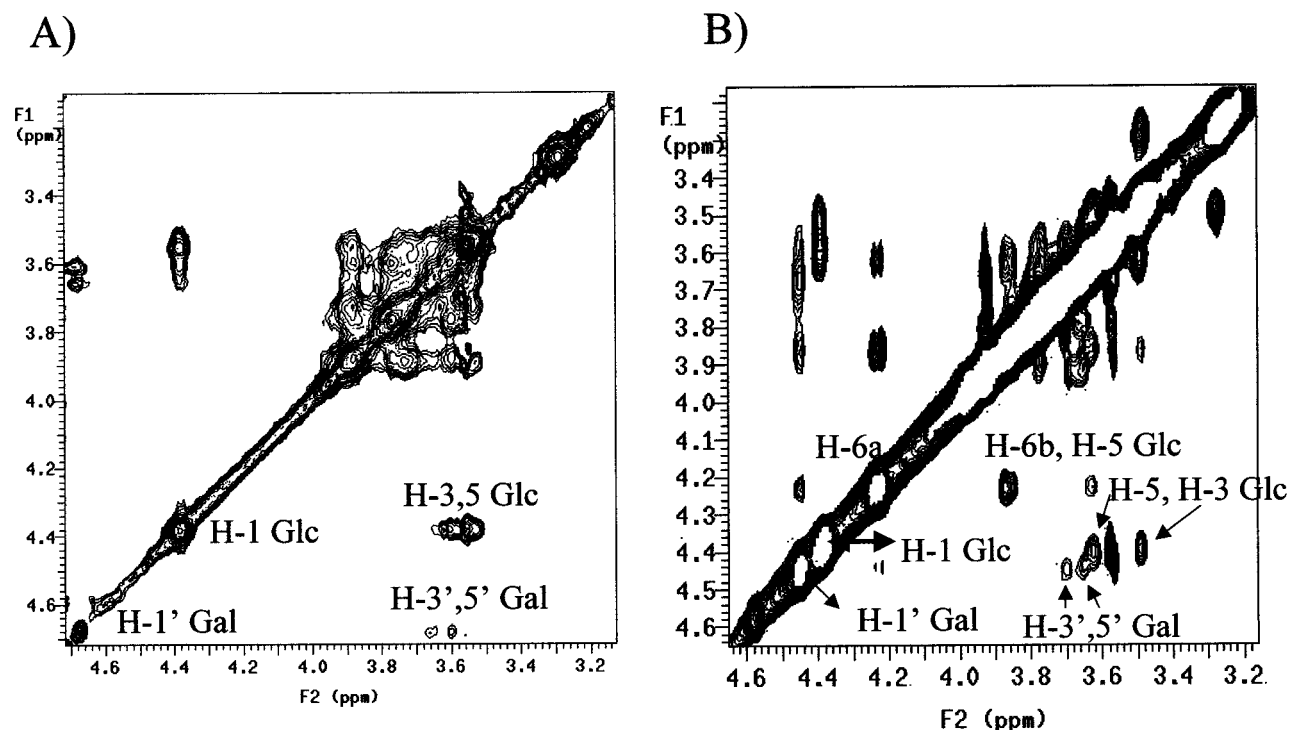 A)
F1
(ppm)
3.4
3.6
3.8
4.0
4.2
4.4
4.6
H-3,5 Glc
H-1 Glc
H-3',5' Gal
H-1' Gal
4.6 4.4 4.2 4.0 3.8 3.6 3.4 3.2
F2 (ppm)
B)
F1
(ppm)
3.4
3.5
3.6
3.7
3.8
3.9
4.0
4.1
4.2
4.3
4.4
4.5
4.6
H-6a
H-6b, H-5 Glc
H-5, H-3 Glc
H-1 Glc
H-1' Gal
H-3',5' Gal
4.6 4.4 4.2 4.0 3.8 3.6 3.4 3.2
F2 (ppm)